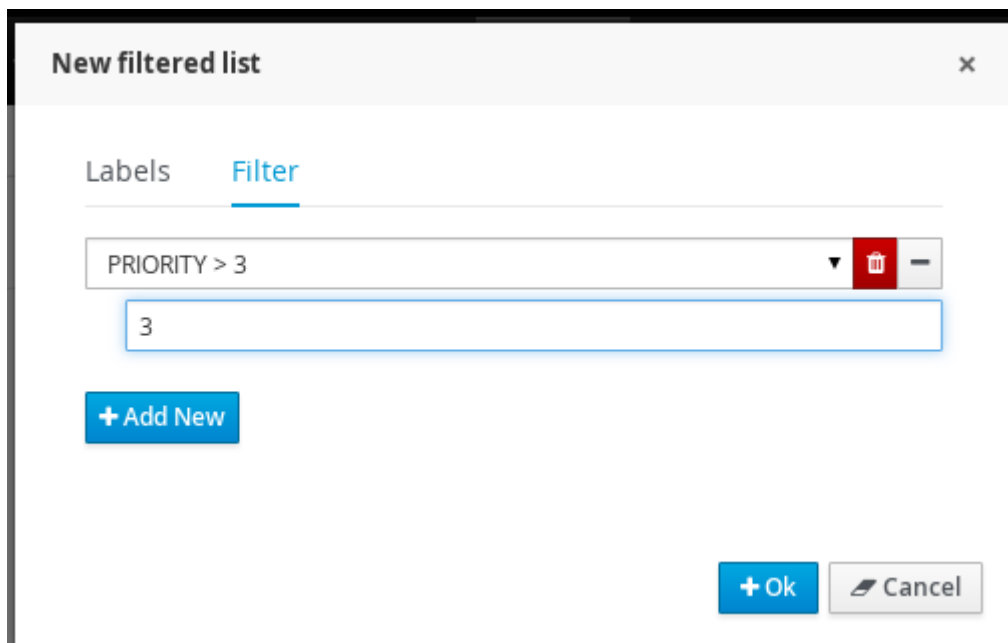 New filtered list ×
Labels Filter
PRIORITY > 3
3
+ Add New
+ Ok Cancel